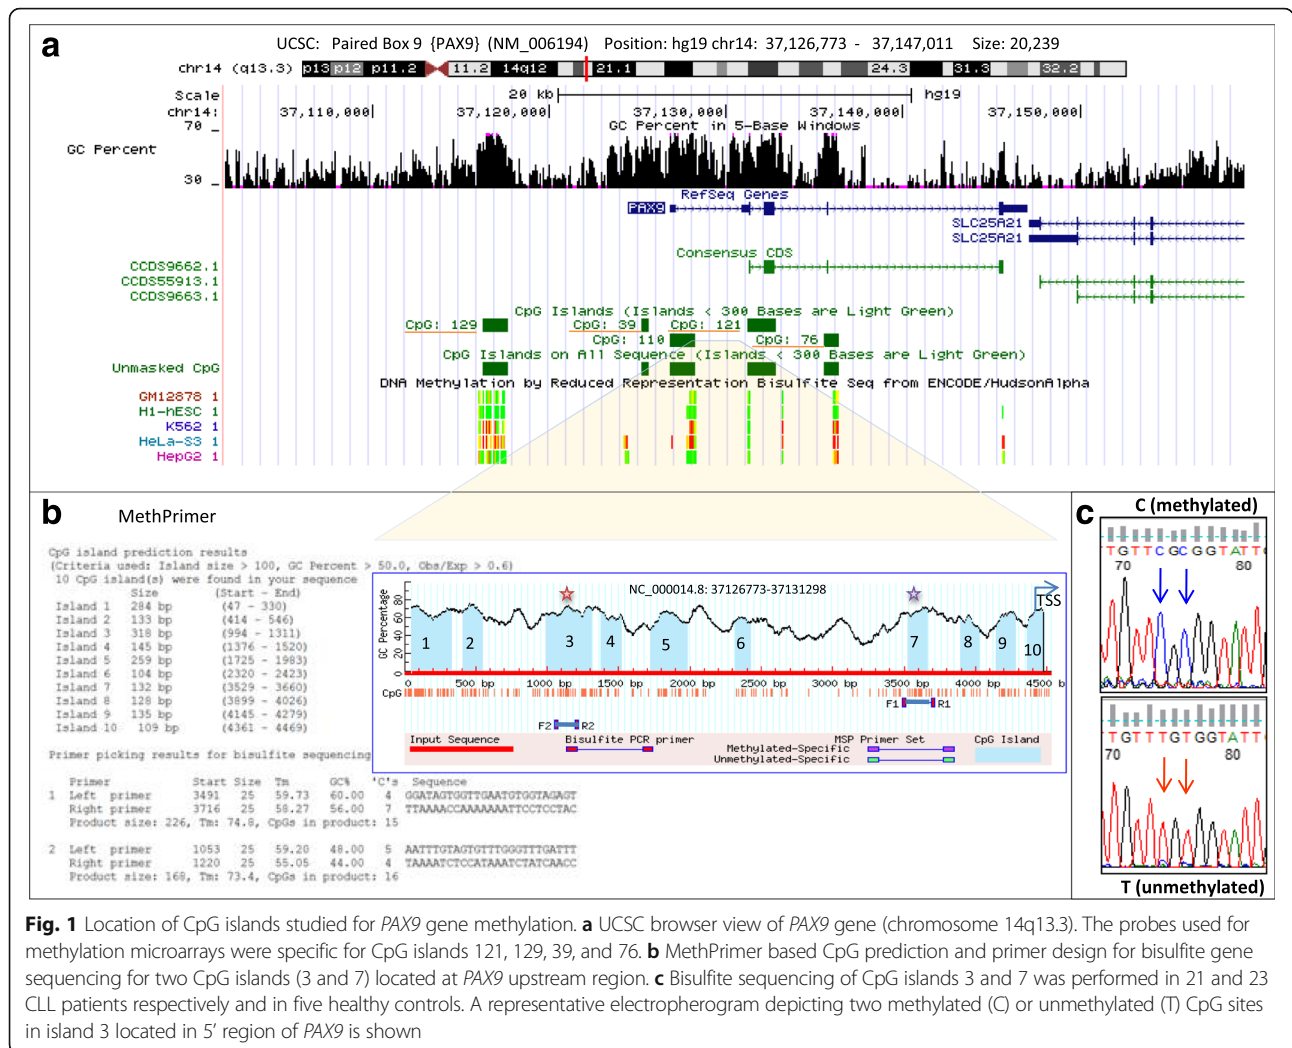 a
UCSC: Paired Box 9 {PAX9} (NM_006194) Position: hg19 chr14: 37,126,773 - 37,147,011 Size: 20,239
chr14 (q13.3) p13 p12 p11.2 11.2 14q12 21.1 24.3 31.3 32.2
Scale 20 kb hg19
chr14: 37,110,000 37,120,000 37,130,000 37,140,000 37,150,000
70 _ GC Percent in 5-Base Windows
GC Percent
30 _
RefSeq Genes
PAX9
SLC25A21
SLC25A21
Consensus CDS
CCDS9662.1
CCDS55913.1
CCDS9663.1
CpG Islands (Islands < 300 Bases are Light Green)
CpG: 129 CpG: 39 CpG: 121
CpG: 110 CpG: 76
CpG Islands on All Sequence (Islands < 300 Bases are Light Green)
Unmasked CpG
DNA Methylation by Reduced Representation Bisulfite Seq from ENCODE/HudsonAlpha
GM12878 1
H1-hESC 1
K562 1
HeLa-S3 1
HepG2 1
b MethPrimer
CpG island prediction results
(Criteria used: Island size > 100, GC Percent > 50.0, Obs/Exp > 0.6)
10 CpG island(s) were found in your sequence
Size (Start - End)
Island 1 284 bp (47 - 330)
Island 2 133 bp (414 - 546)
Island 3 318 bp (994 - 1311)
Island 4 145 bp (1376 - 1520)
Island 5 259 bp (1725 - 1983)
Island 6 104 bp (2320 - 2423)
Island 7 132 bp (3529 - 3660)
Island 8 128 bp (3899 - 4026)
Island 9 135 bp (4145 - 4279)
Island 10 109 bp (4361 - 4469)
Primer picking results for bisulfite sequencing
Primer Start Size Tm GC% 'C's Sequence
1 Left primer 3491 25 59.73 60.00 4 GGATAGTGGTTGAATGTGGTAGAGT
Right primer 3716 25 58.27 56.00 7 TTAAAACCAAAAAAATTCCTCCTAC
Product size: 226, Tm: 74.8, CpGs in product: 15
2 Left primer 1053 25 59.20 48.00 5 AATTTGTAGTGTTTGGGTTTGATTT
Right primer 1220 25 55.05 44.00 4 TAAAATCTCCATAAATCTATCAACC
Product size: 168, Tm: 73.4, CpGs in product: 16
NC_000014.8: 37126773-37131298
TSS
GC Percentage
80
60
40
20
0
1 2 3 4 5 6 7 8 9 10
0 500 bp 1000 bp 1500 bp 2000 bp 2500 bp 3000 bp 3500 bp 4000 bp 4500 b
CpG
F1 R1
F2 R2
Input Sequence Bisulfite PCR primer MSP Primer Set CpG Island
Methylated-Specific
Unmethylated-Specific
c C (methylated)
TGTTCGCGGTATT
70 80
TGTTTGTGGTATT
70 80
T (unmethylated)
Fig. 1 Location of CpG islands studied for PAX9 gene methylation. a UCSC browser view of PAX9 gene (chromosome 14q13.3). The probes used for
methylation microarrays were specific for CpG islands 121, 129, 39, and 76. b MethPrimer based CpG prediction and primer design for bisulfite gene
sequencing for two CpG islands (3 and 7) located at PAX9 upstream region. c Bisulfite sequencing of CpG islands 3 and 7 was performed in 21 and 23
CLL patients respectively and in five healthy controls. A representative electropherogram depicting two methylated (C) or unmethylated (T) CpG sites
in island 3 located in 5’ region of PAX9 is shown